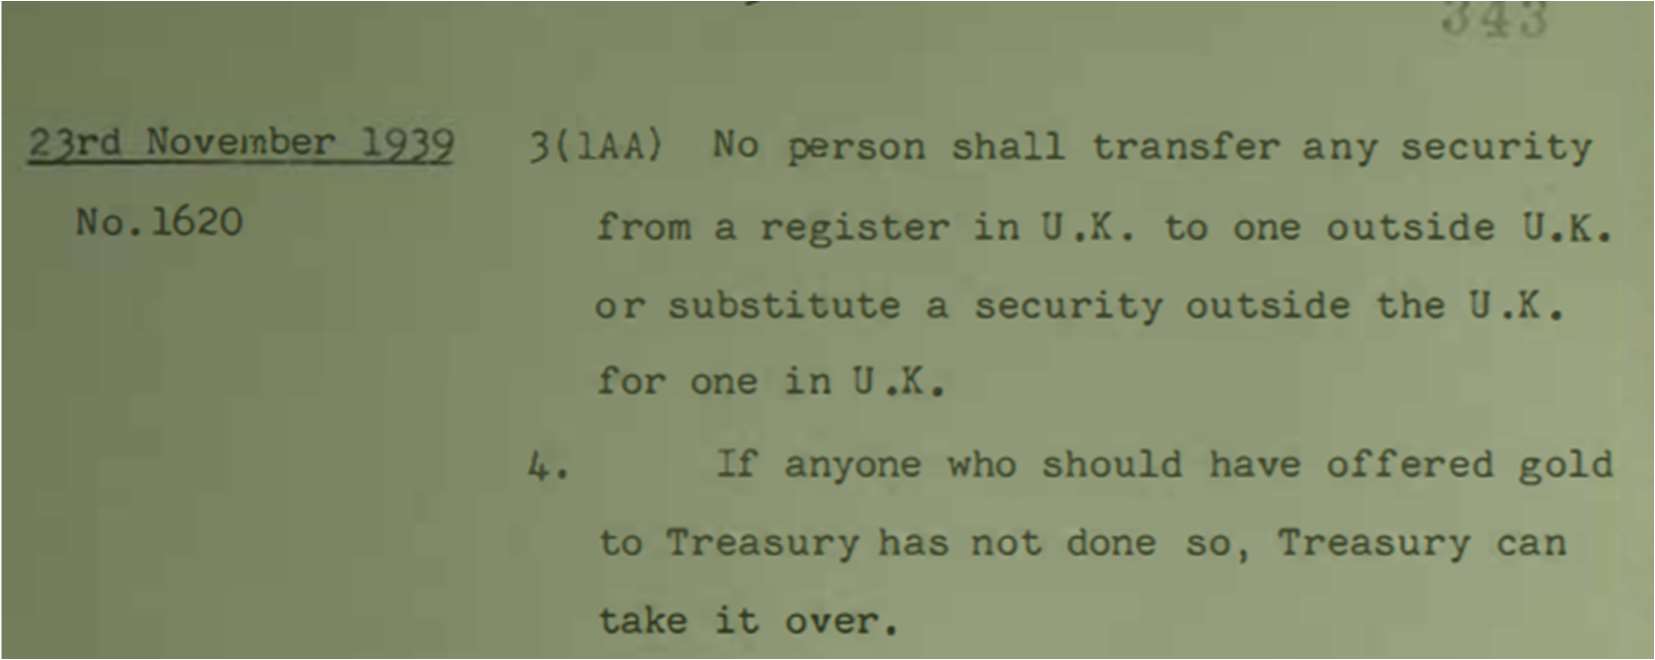 343
23rd November 1939 3(1AA) No person shall transfer any security
No.1620 from a register in U.K. to one outside U.K.
or substitute a security outside the U.K.
for one in U.K.
4. If anyone who should have offered gold
to Treasury has not done so, Treasury can
take it over.